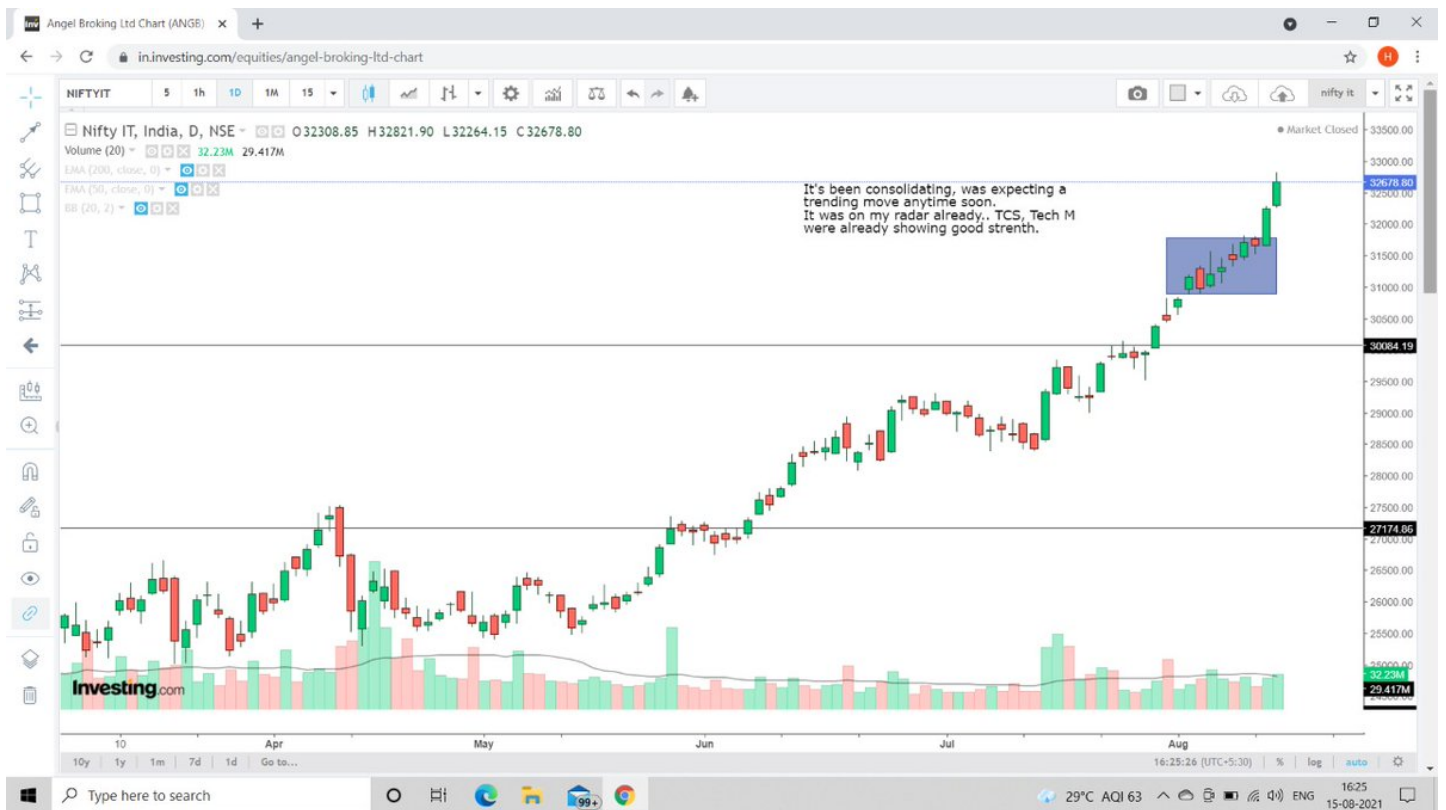 inv Angel Broking Ltd Chart (ANGB)
in.investing.com/equities/angel-broking-ltd-chart
H
NIFTYIT 5 1h 1D 1M 15 nifty it
Nifty IT, India, D, NSE O32308.85 H32821.90 L32264.15 C32678.80
Market Closed
Volume (20) 32.23M 29.417M
EMA (200, close, 0)
EMA (50, close, 0)
BB (20, 2)
It's been consolidating, was expecting a
trending move anytime soon.
It was on my radar already.. TCS, Tech M
were already showing good strenth.
33500.00
33000.00
32678.80
32500.00
32000.00
31500.00
31000.00
30500.00
30084.19
29500.00
29000.00
28500.00
28000.00
27500.00
27174.86
27000.00
26500.00
26000.00
25500.00
25000.00
32.23M
29.417M
Investing.com
10 Apr May Jun Jul Aug
10y 1y 1m 7d 1d Go to...
16:25:26 (UTC+5:30) % log auto
Type here to search
99+
29°C AQI 63
ENG
16:25
15-08-2021